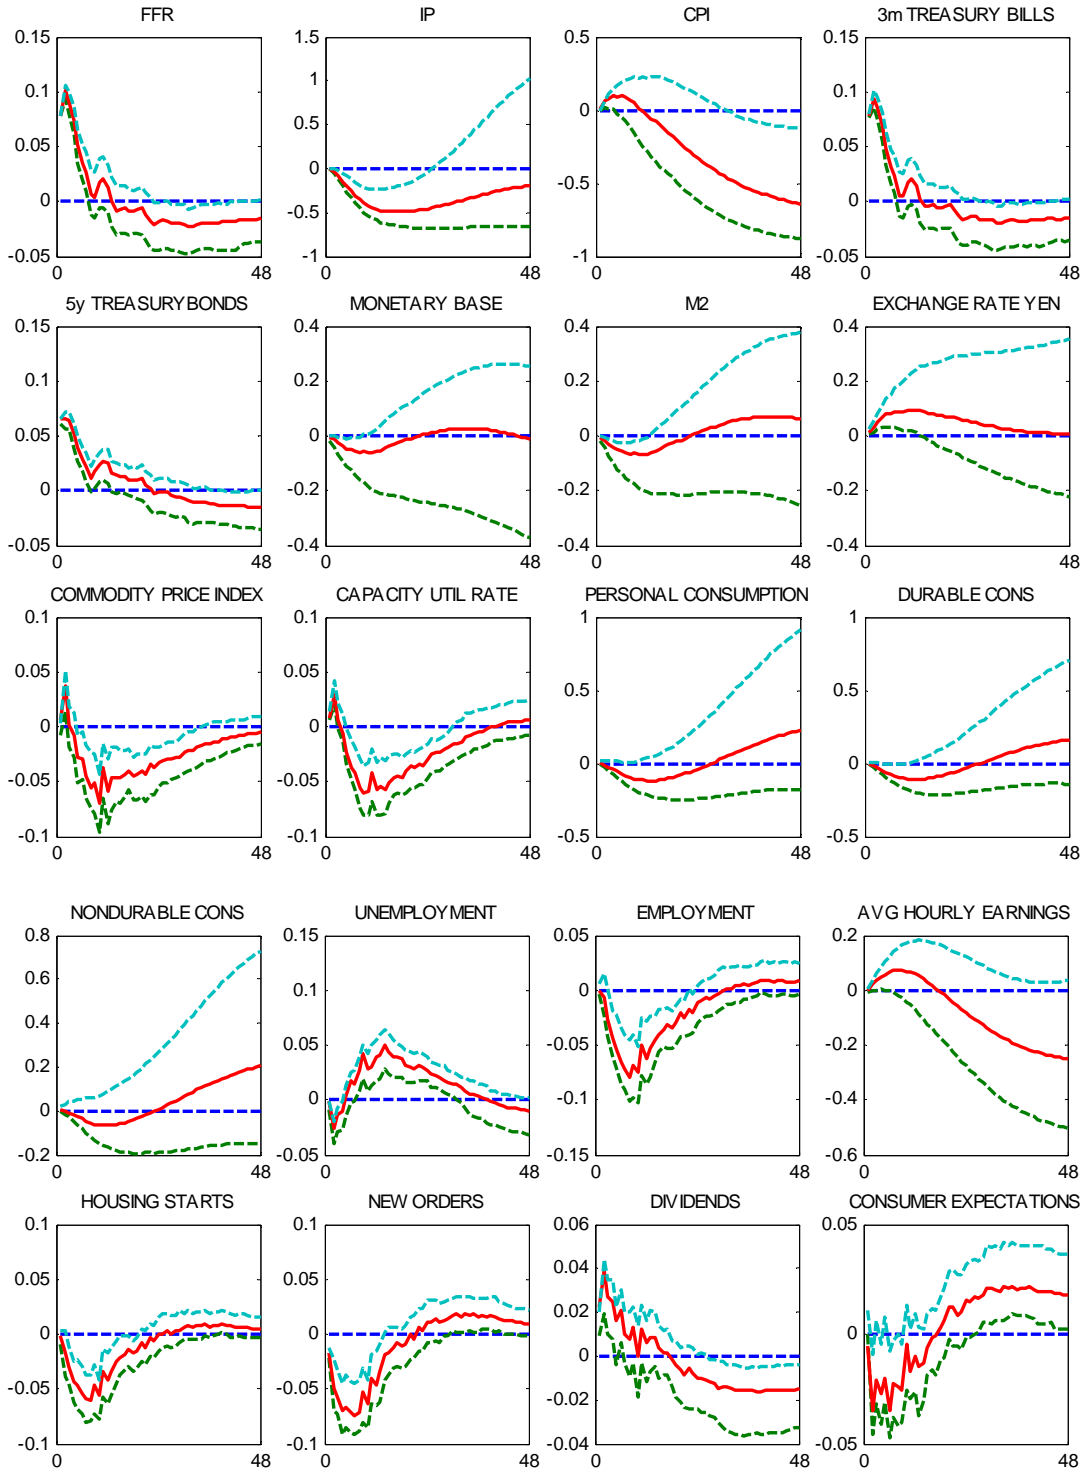 FFR IP CPI 3m TREASURY BILLS
0.15 1.5 0.5 0.15
0.1 1 0.1
0.05 0.5 0 0.05
0 0 -0.5 0
-0.05 -0.5 -1 -0.05
-1
0 48 0 48 0 48 0 48
5y TREASURY BONDS MONETARY BASE M2 EXCHANGE RATE YEN
0.15 0.4 0.4 0.4
0.1 0.2 0.2 0.2
0.05 0 0 0
0 -0.2 -0.2 -0.2
-0.05 -0.4 -0.4 -0.4
0 48 0 48 0 48 0 48
COMMODITY PRICE INDEX CAPACITY UTIL RATE PERSONAL CONSUMPTION DURABLE CONS
0.1 0.1 1 1
0.05 0.05 0.5 0.5
0 0 0 0
-0.05 -0.05 -0.5 -0.5
-0.1 -0.1
0 48 0 48 0 48 0 48
NONDURABLE CONS UNEMPLOYMENT EMPLOYMENT AVG HOURLY EARNINGS
0.8 0.15 0.05 0.2
0.6 0.1 0 0
0.4 0.05 -0.05 -0.2
0.2 0 -0.1 -0.4
0 -0.05 -0.15 -0.6
-0.2
0 48 0 48 0 48 0 48
HOUSING STARTS NEW ORDERS DIVIDENDS CONSUMER EXPECTATIONS
0.1 0.1 0.06 0.05
0.05 0.05 0.04 0
0 0 0.02 -0.05
-0.05 -0.05 0
-0.1 -0.1 -0.02
-0.04
0 48 0 48 0 48 0 48